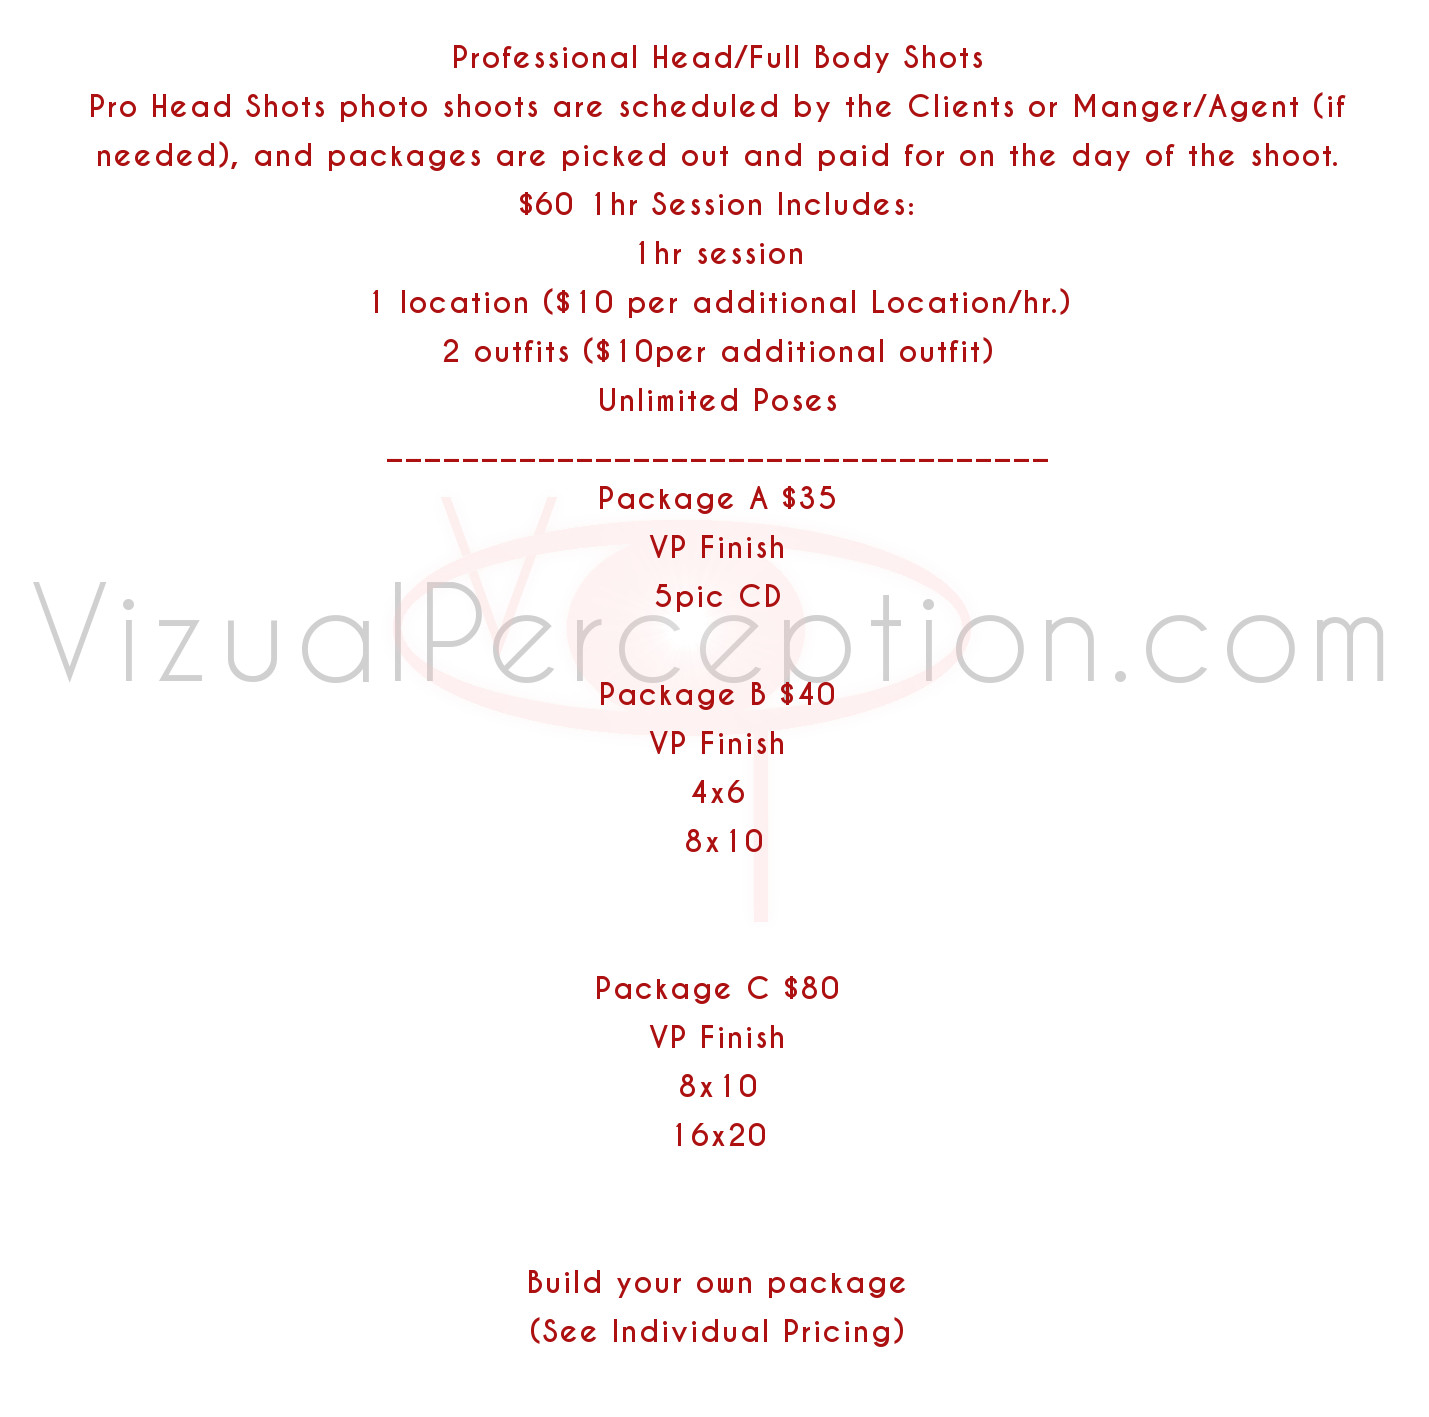 Professional Head/Full Body Shots
Pro Head Shots photo shoots are scheduled by the Clients or Manger/Agent (if
needed), and packages are picked out and paid for on the day of the shoot.
$60 1hr Session Includes:
1hr session
1 location ($10 per additional Location/hr.)
2 outfits ($10per additional outfit)
Unlimited Poses
___________________________________
Package A $35
VP Finish
5pic CD
VizualPerception.com
Package B $40
VP Finish
4x6
8x10
Package C $80
VP Finish
8x10
16x20
Build your own package
(See Individual Pricing)